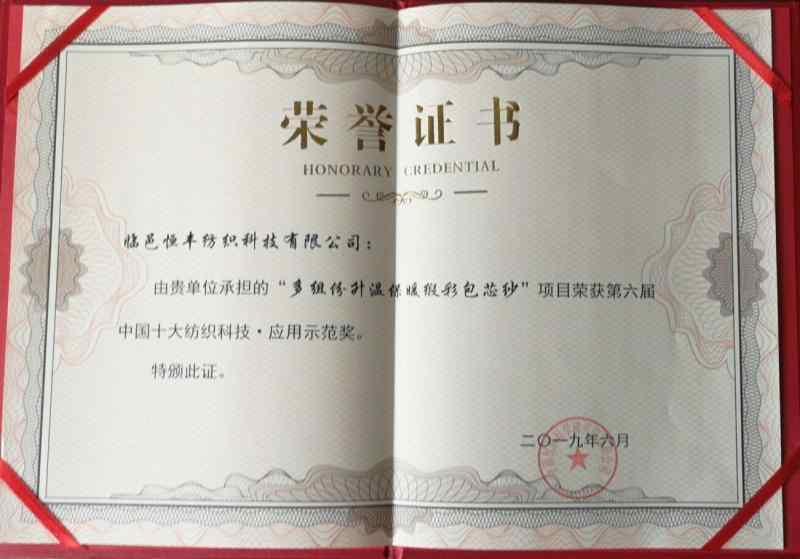 荣誉证书
HONORARY CREDENTIAL
临邑恒丰纺织科技有限公司：
由贵单位承担的“多组份升温保暖缎彩包芯纱”项目荣获第六届
中国十大纺织科技·应用示范奖。
特颁此证。
二〇一九年六月